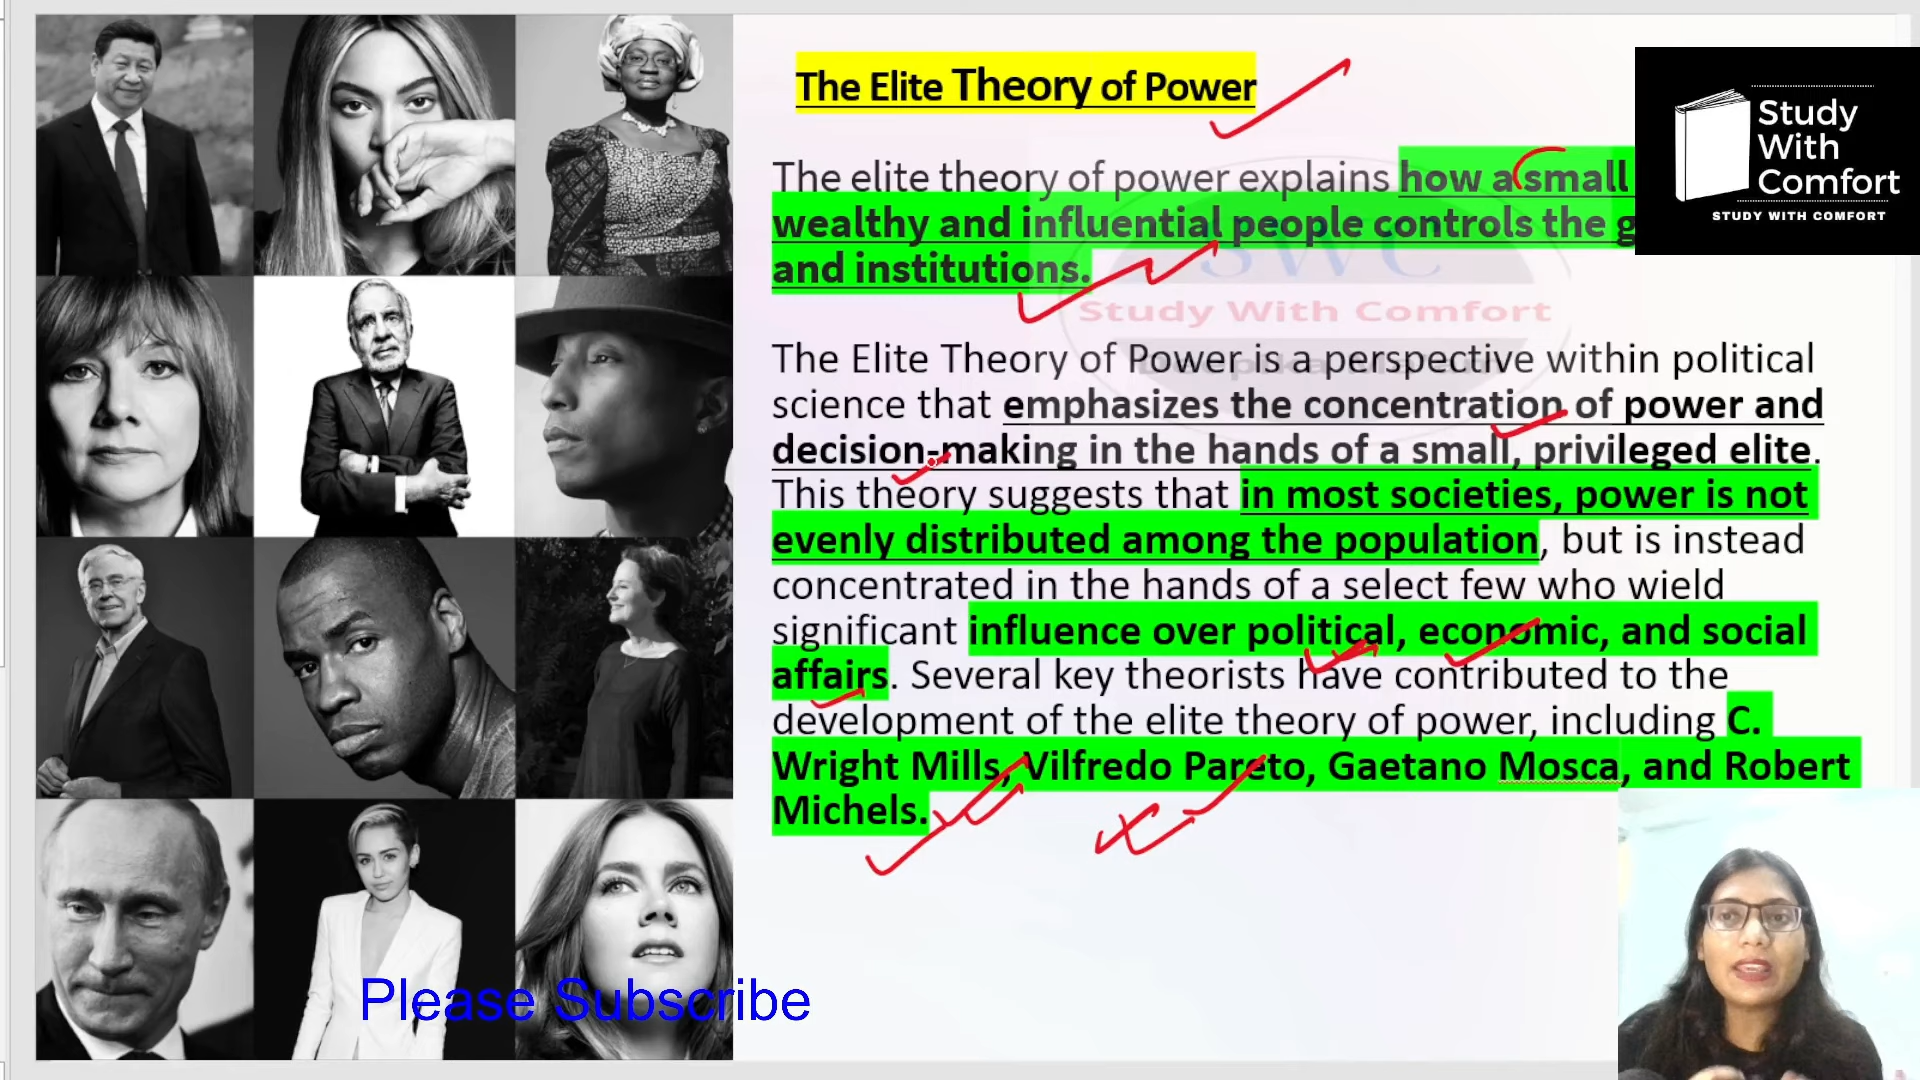 The Elite Theory of Power
Study
With
Comfort
STUDY WITH COMFORT
The elite theory of power explains how a small
wealthy and influential people controls the g
and institutions.
SWC
Study With Comfort
The Elite Theory of Power is a perspective within political
science that emphasizes the concentration of power and
decision-making in the hands of a small, privileged elite.
This theory suggests that in most societies, power is not
evenly distributed among the population, but is instead
concentrated in the hands of a select few who wield
significant influence over political, economic, and social
affairs. Several key theorists have contributed to the
development of the elite theory of power, including C.
Wright Mills, Vilfredo Pareto, Gaetano Mosca, and Robert
Michels.
Please Subscribe